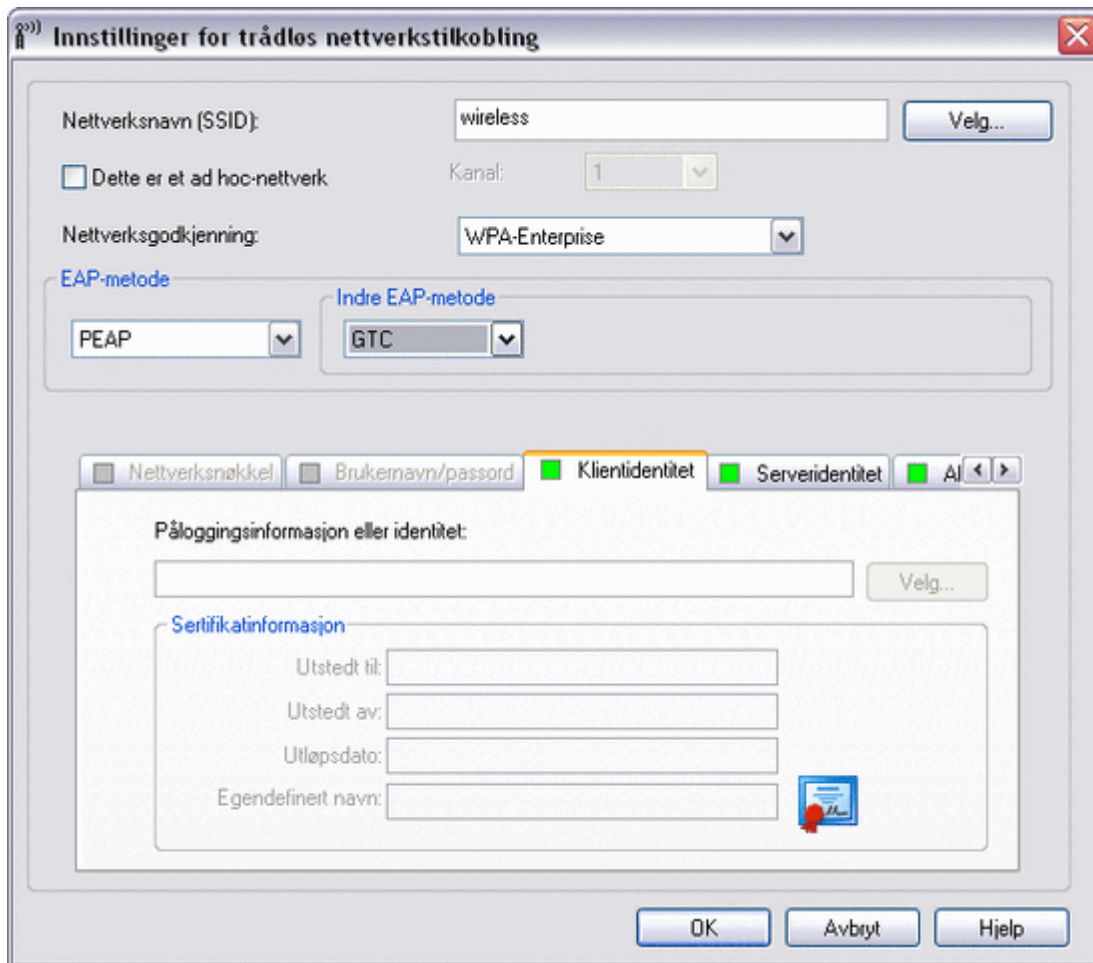 Innstillinger for trådløs nettverkstilkobling
Nettverksnavn (SSID): wireless Velg...
Dette er et ad hoc-nettverk Kanal: 1
Nettverksgodkjenning: WPA-Enterprise
EAP-metode
Indre EAP-metode
PEAP GTC
Nettverksnøkkel Brukernavn/passord Klientidentitet Serveridentitet
Påloggingsinformasjon eller identitet:
Velg...
Sertifikatinformasjon
Utstedt til:
Utstedt av:
Utløpsdato:
Egendefinert navn:
OK Avbryt Hjelp